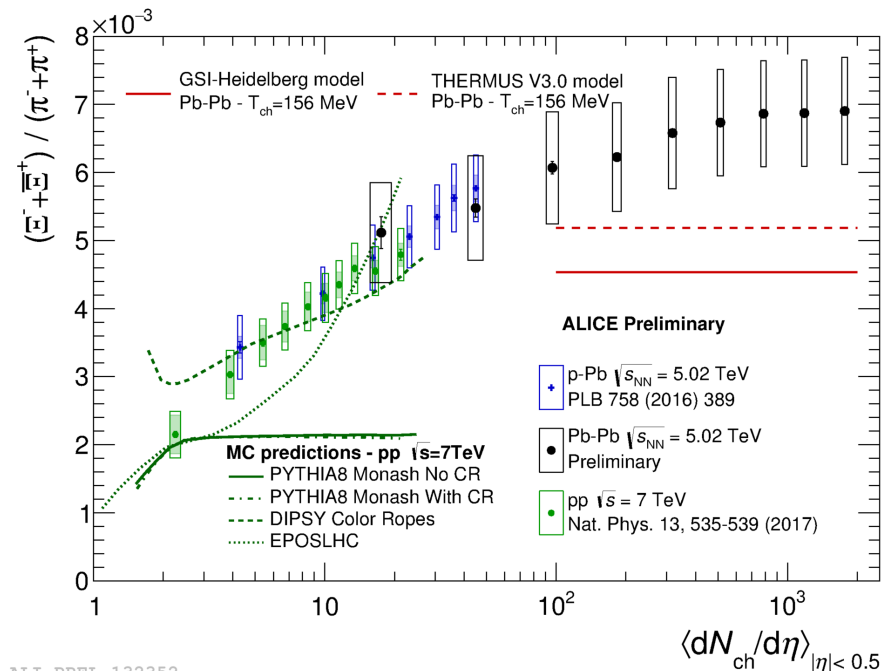 ×10⁻³
8
7
6
5
4
3
2
1
0
(Ξ⁻+Ξ̅⁺) / (π⁻+π⁺)
GSI-Heidelberg model
Pb-Pb - T_ch=156 MeV
THERMUS V3.0 model
Pb-Pb - T_ch=156 MeV
ALICE Preliminary
p-Pb √s_NN = 5.02 TeV
PLB 758 (2016) 389
Pb-Pb √s_NN = 5.02 TeV
Preliminary
pp √s = 7 TeV
Nat. Phys. 13, 535-539 (2017)
MC predictions - pp √s=7TeV
PYTHIA8 Monash No CR
PYTHIA8 Monash With CR
DIPSY Color Ropes
EPOSLHC
1
10
10²
10³
⟨dN_ch/dη⟩_|η|< 0.5